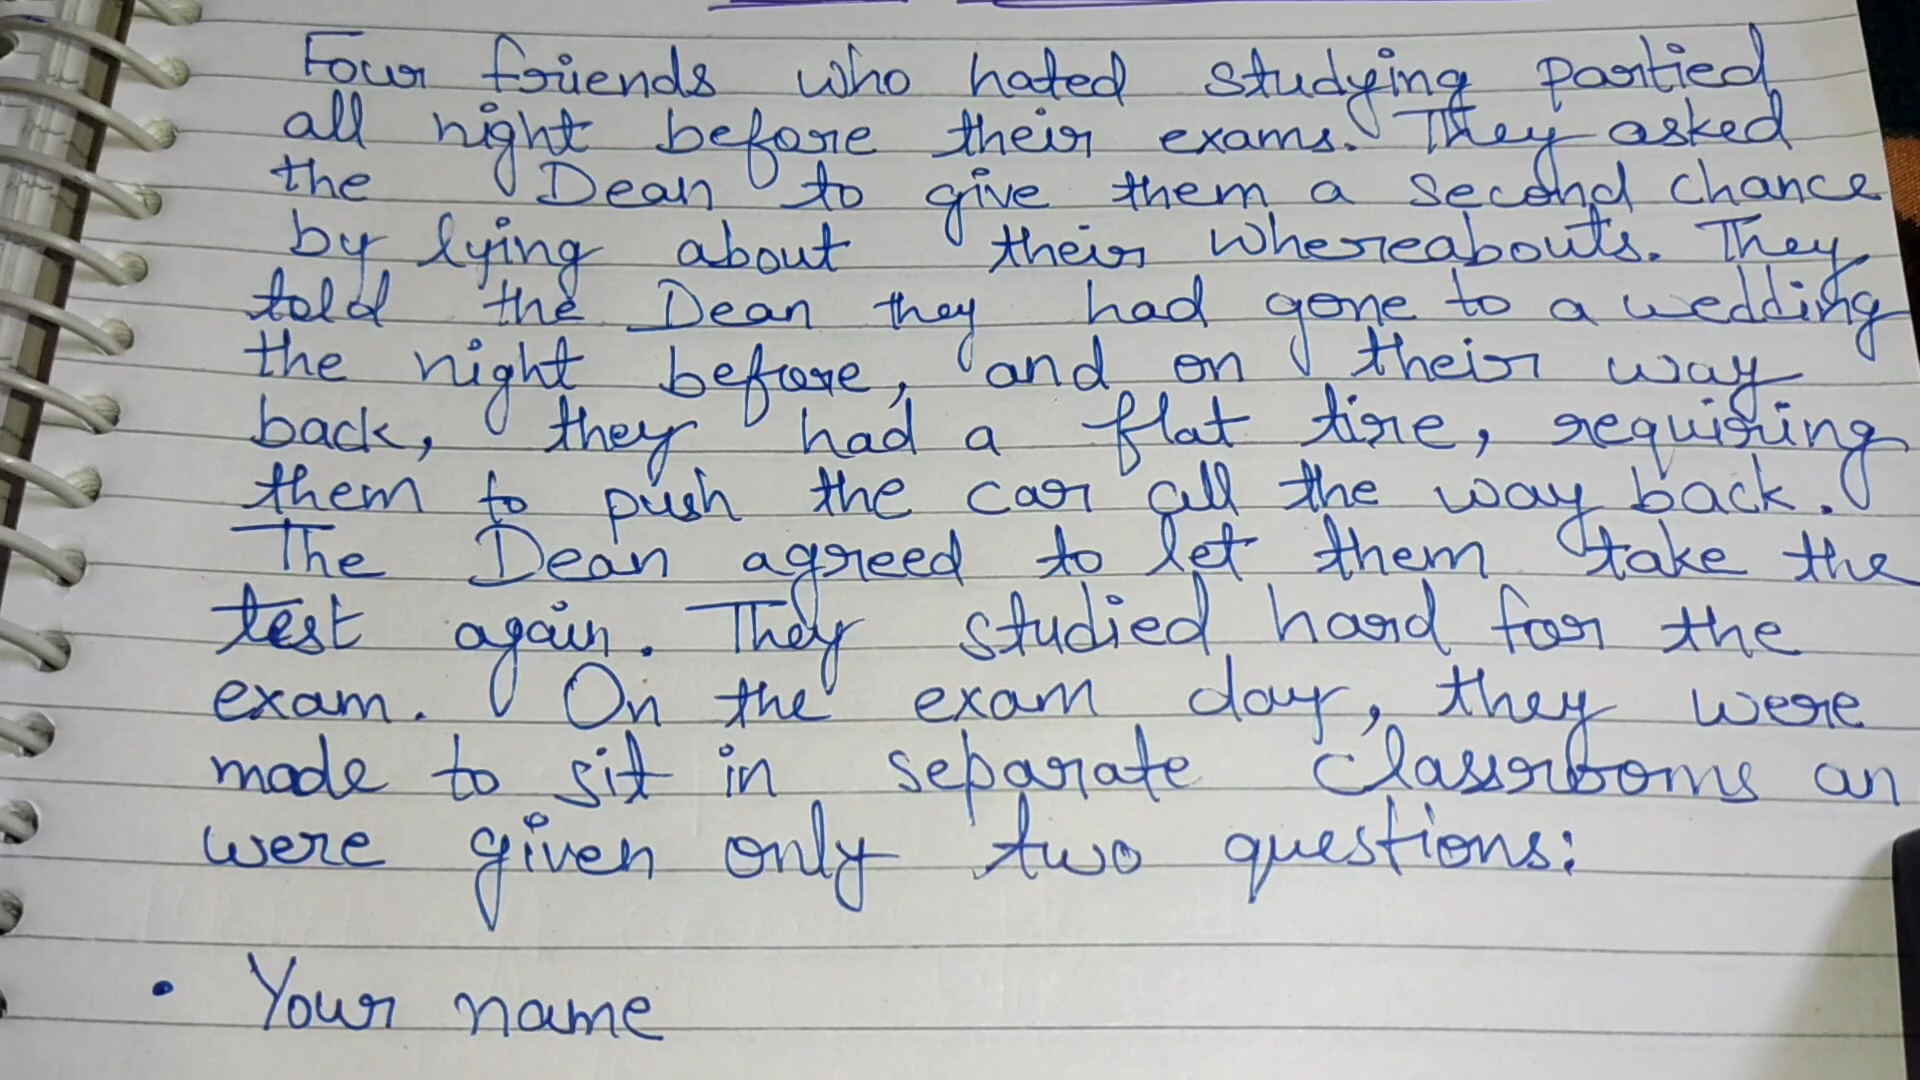 Four friends who hated studying partied
all night before their exams. They asked
the Dean to give them a second chance
by lying about their whereabouts. They
told the Dean they had gone to a wedding
the night before, and on their way
back, they had a flat tire, requiring
them to push the car all the way back.
The Dean agreed to let them take the
test again. They studied hard for the
exam. On the exam day, they were
made to sit in separate classrooms an
were given only two questions:
• Your name